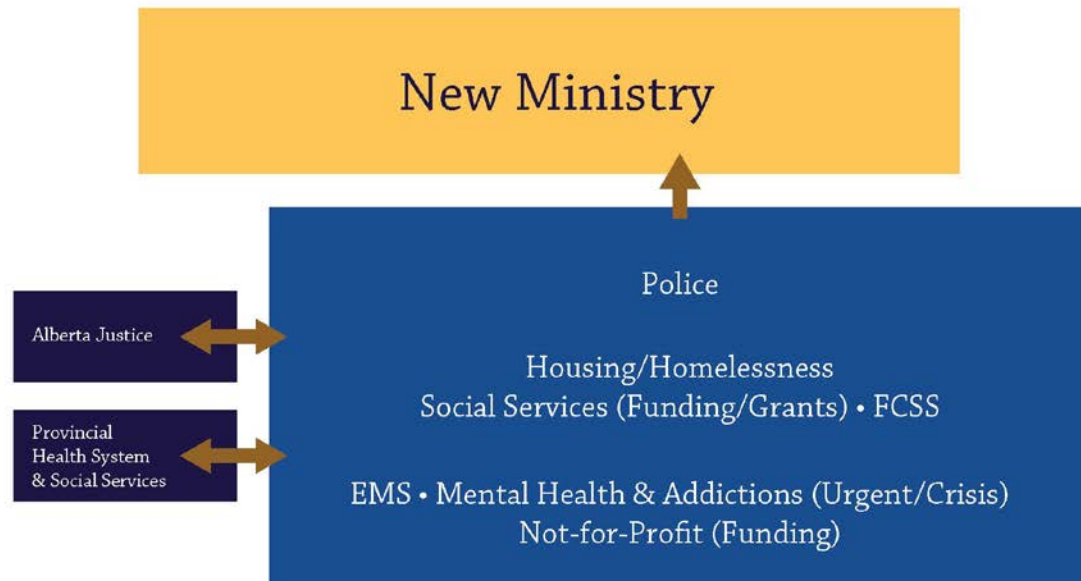 New Ministry
Police
Alberta Justice
Housing/Homelessness
Social Services (Funding/Grants) • FCSS
Provincial
Health System
& Social Services
EMS • Mental Health & Addictions (Urgent/Crisis)
Not-for-Profit (Funding)